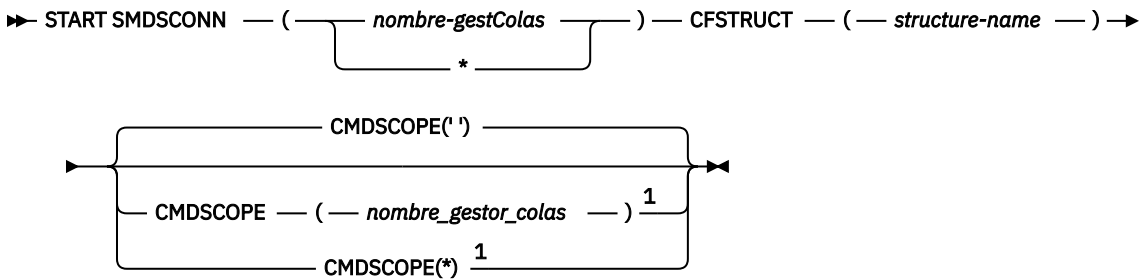 START SMDSCONN ( nombre-gestColas ) CFSTRUCT ( structure-name )
*
CMDSCOPE(' ')
CMDSCOPE ( nombre_gestor_colas ) 1
CMDSCOPE(*) 1